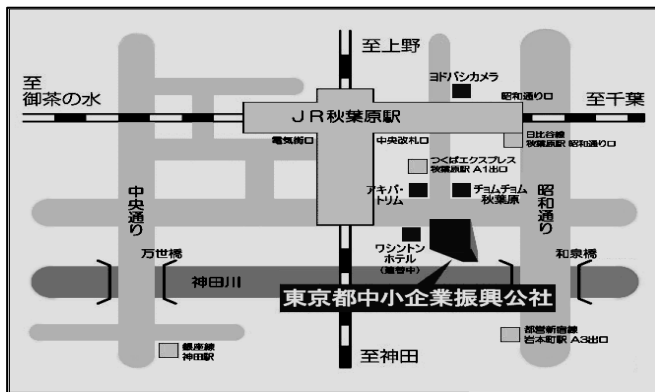 至上野
至
御茶の水
ヨドバシカメラ
昭和通り口
至千葉
JR秋葉原駅
電気街口
中央改札口
日比谷線
秋葉原駅 昭和通り口
つくばエクスプレス
秋葉原駅 A1出口
アキバ・
トリム
チョムチョム
秋葉原
中央通り
昭和通り
万世橋
ワシントン
ホテル
(建替中)
和泉橋
神田川
東京都中小企業振興公社
銀座線
神田駅
至神田
都営新宿線
岩本町駅 A3出口